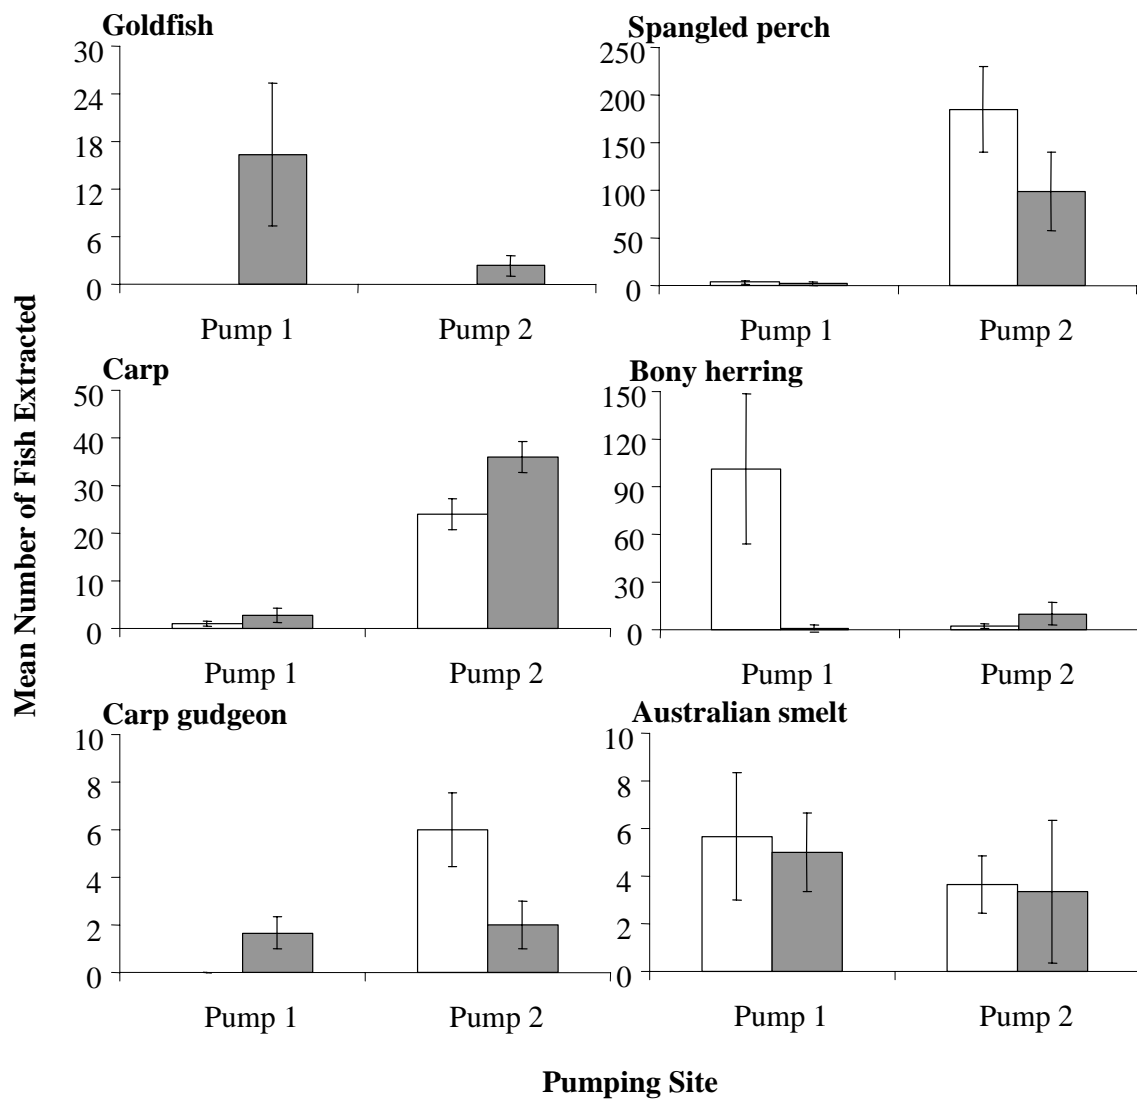 Mean Number of Fish Extracted
Goldfish
30
24
18
12
6
0
Pump 1
Pump 2
Spangled perch
250
200
150
100
50
0
Pump 1
Pump 2
Carp
50
40
30
20
10
0
Pump 1
Pump 2
Bony herring
150
120
90
60
30
0
Pump 1
Pump 2
Carp gudgeon
10
8
6
4
2
0
Pump 1
Pump 2
Australian smelt
10
8
6
4
2
0
Pump 1
Pump 2
Pumping Site